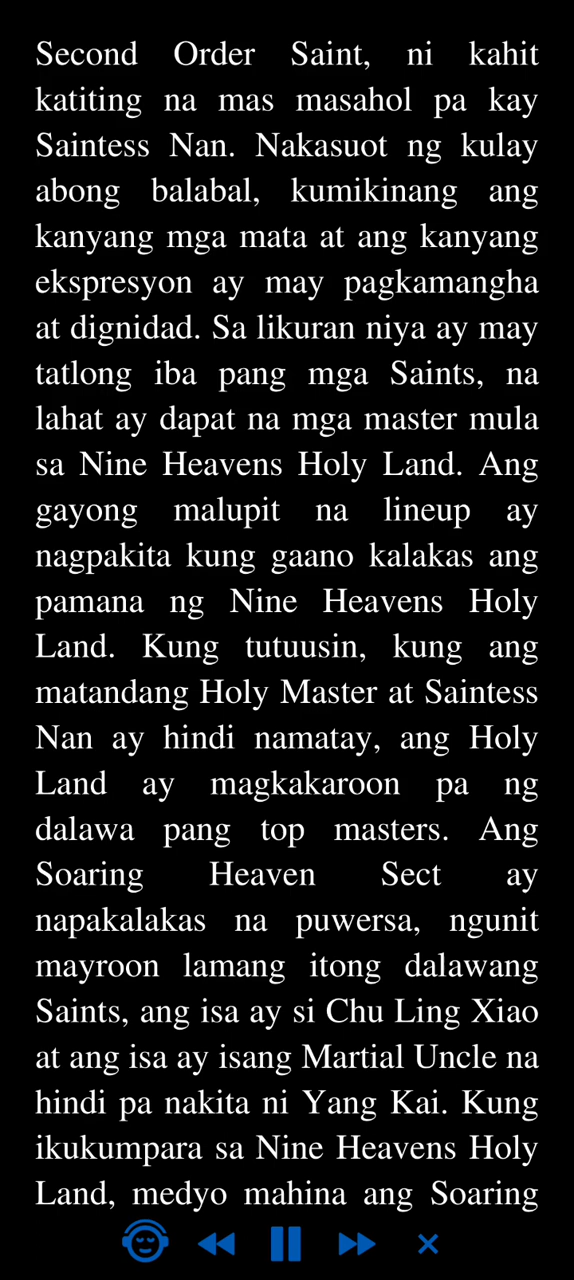 Second Order Saint, ni kahit
katiting na mas masahol pa kay
Saintess Nan. Nakasuot ng kulay
abong balabal, kumikinang ang
kanyang mga mata at ang kanyang
ekspresyon ay may pagkamangha
at dignidad. Sa likuran niya ay may
tatlong iba pang mga Saints, na
lahat ay dapat na mga master mula
sa Nine Heavens Holy Land. Ang
gayong malupit na lineup ay
nagpakita kung gaano kalakas ang
pamana ng Nine Heavens Holy
Land. Kung tutuusin, kung ang
matandang Holy Master at Saintess
Nan ay hindi namatay, ang Holy
Land ay magkakaroon pa ng
dalawa pang top masters. Ang
Soaring Heaven Sect ay
napakalakas na puwersa, ngunit
mayroon lamang itong dalawang
Saints, ang isa ay si Chu Ling Xiao
at ang isa ay isang Martial Uncle na
hindi pa nakita ni Yang Kai. Kung
ikukumpara sa Nine Heavens Holy
Land, medyo mahina ang Soaring